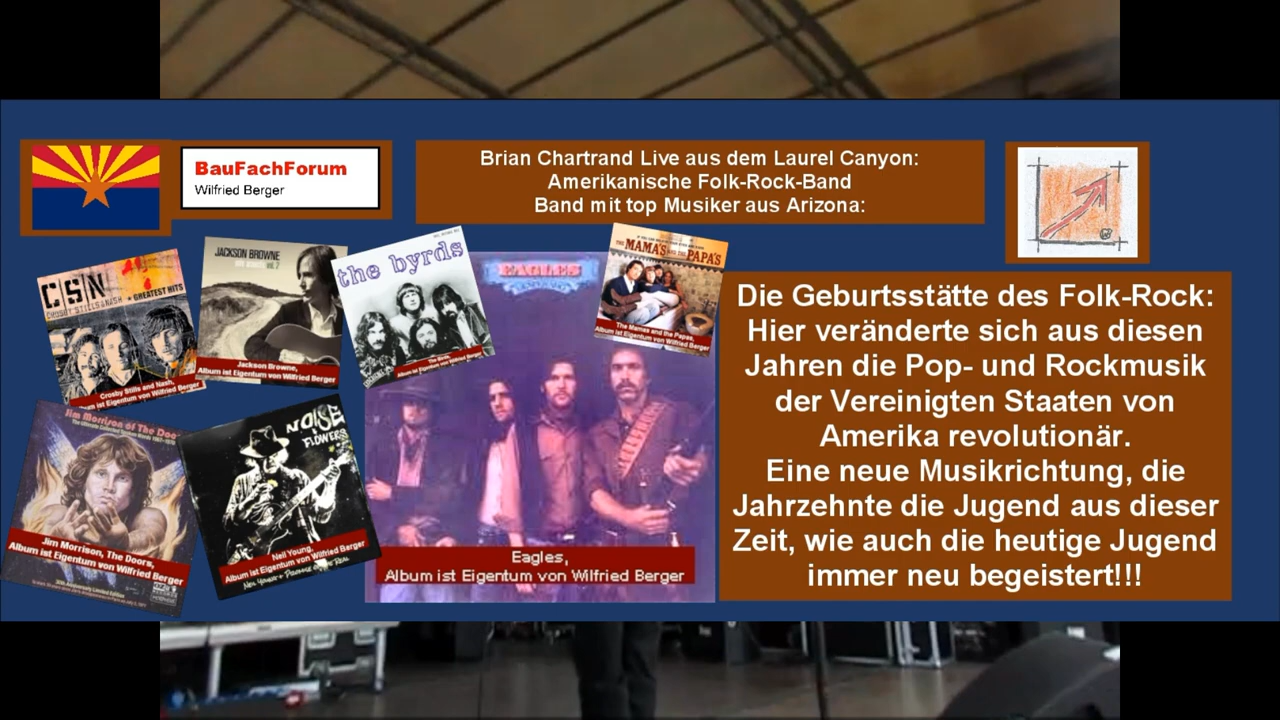 BauFachForum
Wilfried Berger
Brian Chartrand Live aus dem Laurel Canyon:
Amerikanische Folk-Rock-Band
Band mit top Musiker aus Arizona:
CSN
CROSBY STILLS & NASH
GREATEST HITS
Crosby Stills and Nash,
Album ist Eigentum von Wilfried Berger
JACKSON BROWNE
Jackson Browne,
Album ist Eigentum von Wilfried Berger
the byrds
Album ist Eigentum von Wilfried Berger
EAGLES
THE MAMA'S AND THE PAPA'S
The Mamas and the Papas,
Album ist Eigentum von Wilfried Berger
Die Geburtsstätte des Folk-Rock:
Hier veränderte sich aus diesen
Jahren die Pop- und Rockmusik
der Vereinigten Staaten von
Amerika revolutionär.
Eine neue Musikrichtung, die
Jahrzehnte die Jugend aus dieser
Zeit, wie auch die heutige Jugend
immer neu begeistert!!!
Jim Morrison of The Doors
Jim Morrison, The Doors,
Album ist Eigentum von Wilfried Berger
NOISE
& FLOWERS
Neil Young,
Album ist Eigentum von Wilfried Berger
Eagles,
Album ist Eigentum von Wilfried Berger